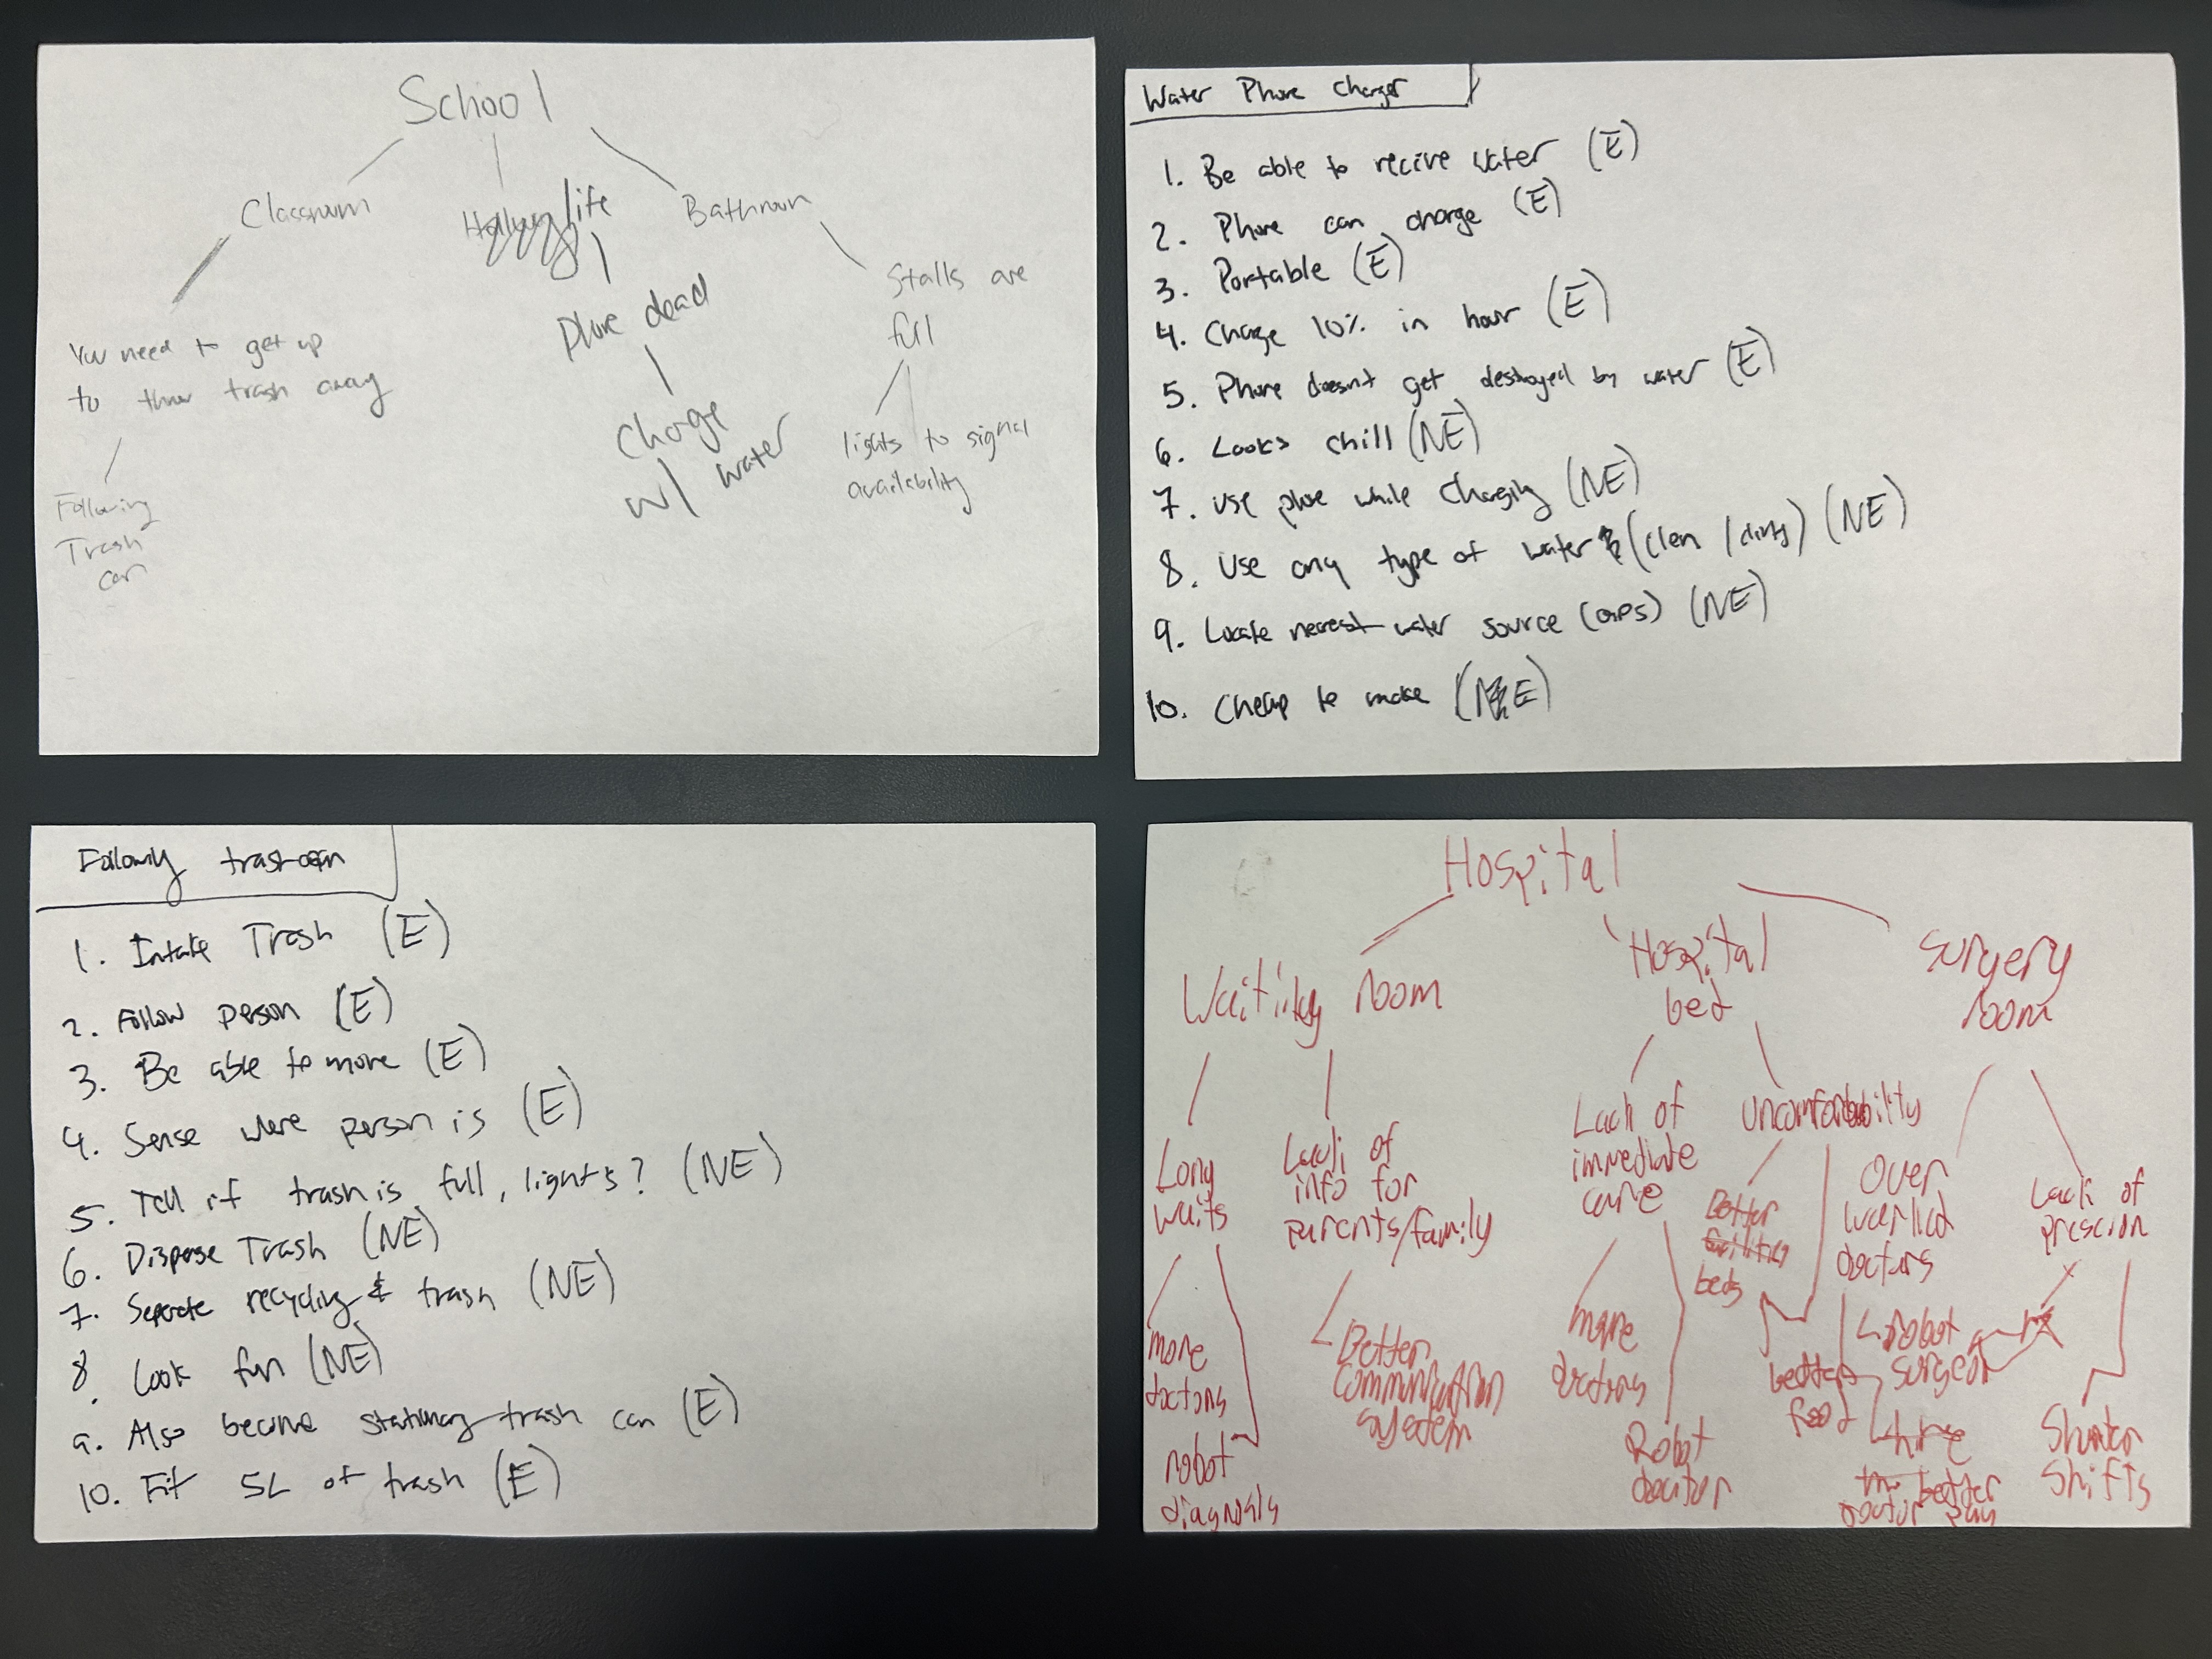 School
Classroom
You need to get up
to throw trash away
Following
Trash
can
life
Phone dead
Charge
w/ water
Bathroom
Stalls are
full
lights to signal
availability
Water Phone Charger
1. Be able to recive water (E)
2. Phone can charge (E)
3. Portable (E)
4. Charge 10% in hour (E)
5. Phone doesnt get destroyed by water (E)
6. Looks chill (NE)
7. Use phone while charging (NE)
8. Use any type of water (clean / dirty) (NE)
9. Locate nearest water source (GPS) (NE)
10. Cheap to make (NE)
Following trash can
1. Intake Trash (E)
2. Follow person (E)
3. Be able to move (E)
4. Sense where person is (E)
5. Tell if trash is full, lights? (NE)
6. Dispose Trash (NE)
7. Seperate recycling & trash (NE)
8. Look fun (NE)
9. Also become stationary trash can (E)
10. Fit 5L of trash (E)
Hospital
Waiting room
Long
waits
more
doctors
robot
diagnosis
Lack of
info for
parents/family
Better
communication
system
Hospital
bed
Lack of
immediate
care
more
doctors
Robot
doctor
uncomfortability
Better
beds
better
food
surgery
room
Over
worked
doctors
Robot
surgeon
hire
better
pay
Lack of
prescion
Shorter
Shifts